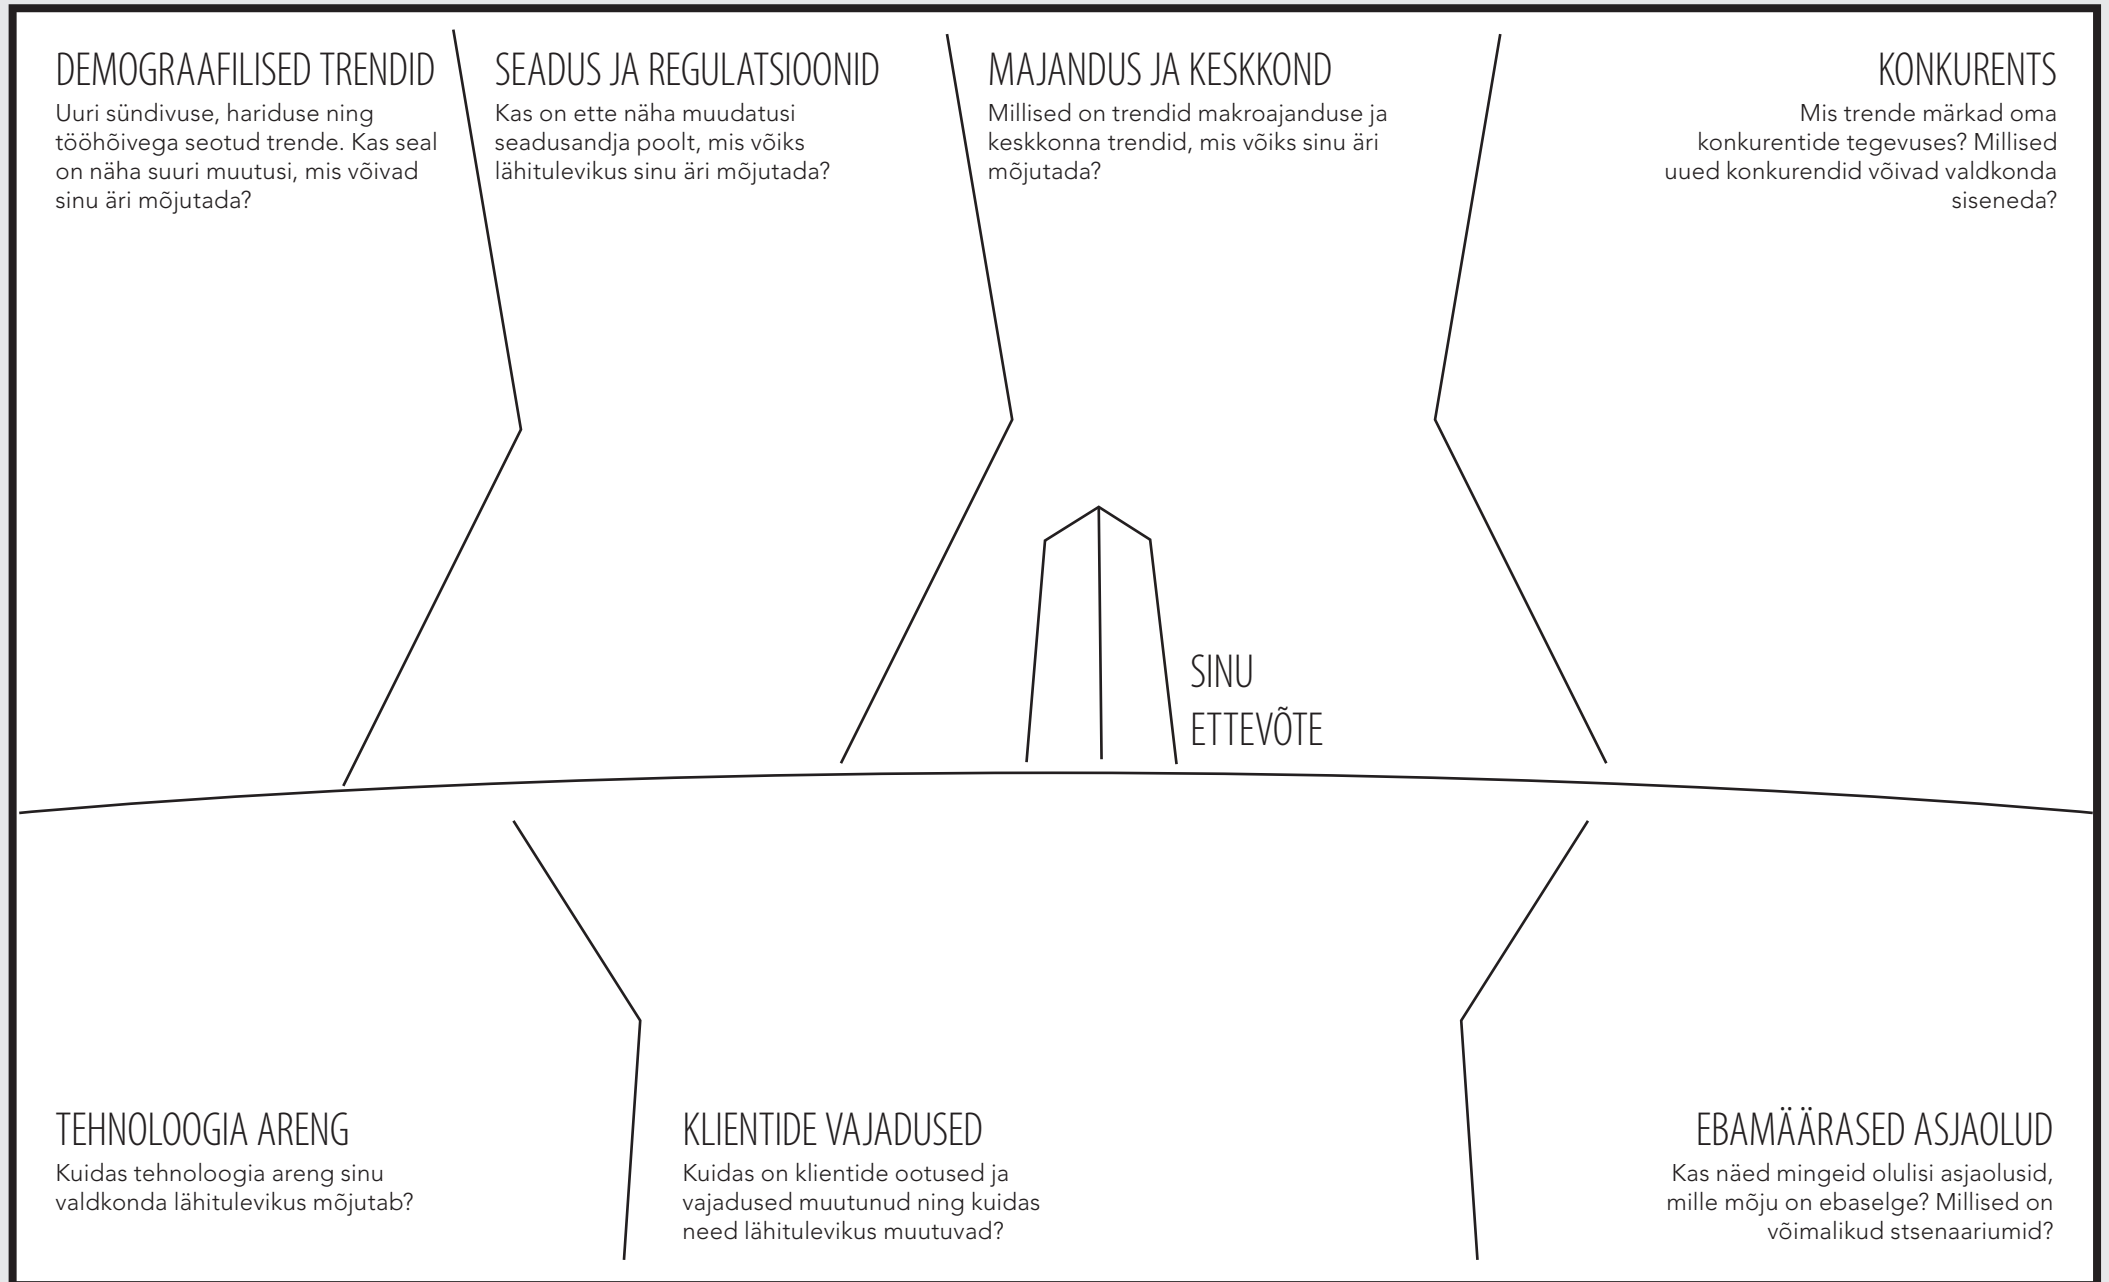 DEMOGRAAFILISED TRENDID
Uuri sündivuse, hariduse ning
tööhõivega seotud trende. Kas seal
on näha suuri muutusi, mis võivad
sinu äri mõjutada?
SEADUS JA REGULATSIOONID
Kas on ette näha muudatusi
seadusandja poolt, mis võiks
lähitulevikus sinu äri mõjutada?
MAJANDUS JA KESKKOND
Millised on trendid makroajanduse ja
keskkonna trendid, mis võiks sinu äri
mõjutada?
KONKURENTS
Mis trende märkad oma
konkurentide tegevuses? Millised
uued konkurendid võivad valdkonda
siseneda?
SINU
ETTEVÕTE
TEHNOLOOGIA ARENG
Kuidas tehnoloogia areng sinu
valdkonda lähitulevikus mõjutab?
KLIENTIDE VAJADUSED
Kuidas on klientide ootused ja
vajadused muutunud ning kuidas
need lähitulevikus muutuvad?
EBAMÄÄRASED ASJAOLUD
Kas näed mingeid olulisi asjaolusid,
mille mõju on ebaselge? Millised on
võimalikud stsenaariumid?